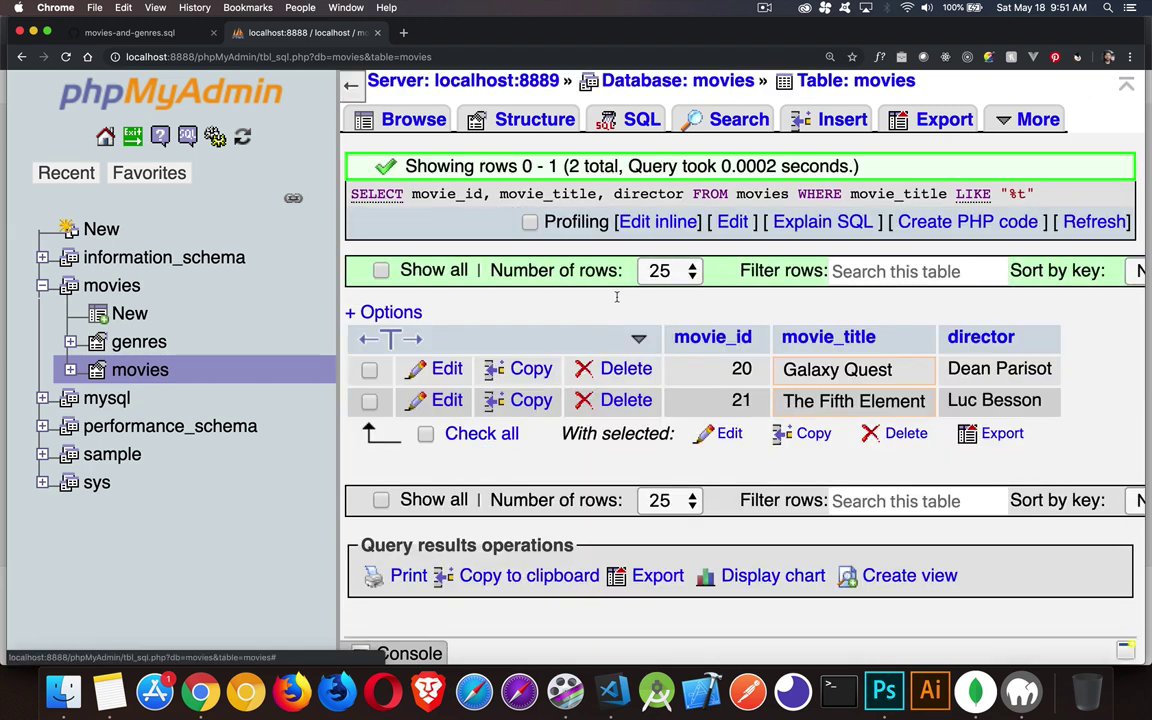 Chrome File Edit View History Bookmarks People Window Help 100% Sat May 18 9:51 AM
movies-and-genres.sql localhost:8888 / localhost / mo
localhost:8888/phpMyAdmin/tbl_sql.php?db=movies&table=movies
phpMyAdmin
Recent Favorites
New
information_schema
movies
New
genres
movies
mysql
performance_schema
sample
sys
localhost:8888/phpMyAdmin/tbl_sql.php?db=movies&table=movies#
Server: localhost:8889 » Database: movies » Table: movies
Browse Structure SQL Search Insert Export More
Showing rows 0 - 1 (2 total, Query took 0.0002 seconds.)
SELECT movie_id, movie_title, director FROM movies WHERE movie_title LIKE "%t"
Profiling [Edit inline] [ Edit ] [ Explain SQL ] [ Create PHP code ] [ Refresh]
Show all | Number of rows: 25 Filter rows: Search this table Sort by key: N
+ Options
movie_id movie_title director
Edit Copy Delete 20 Galaxy Quest Dean Parisot
Edit Copy Delete 21 The Fifth Element Luc Besson
Check all With selected: Edit Copy Delete Export
Show all | Number of rows: 25 Filter rows: Search this table Sort by key: N
Query results operations
Print Copy to clipboard Export Display chart Create view
Console
1 Ps Ai